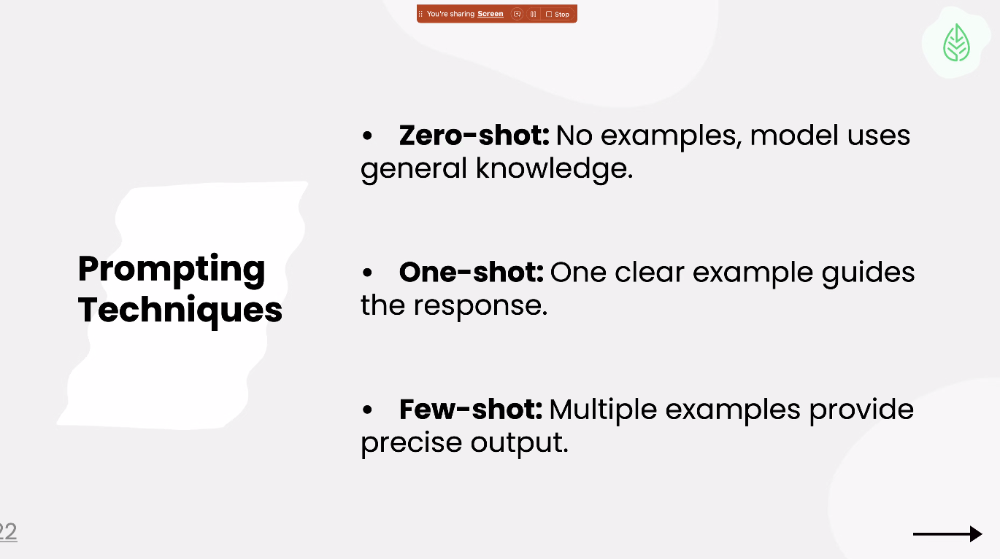 You're sharing Screen Stop
• Zero-shot: No examples, model uses
general knowledge.
Prompting
Techniques
• One-shot: One clear example guides
the response.
• Few-shot: Multiple examples provide
precise output.
22